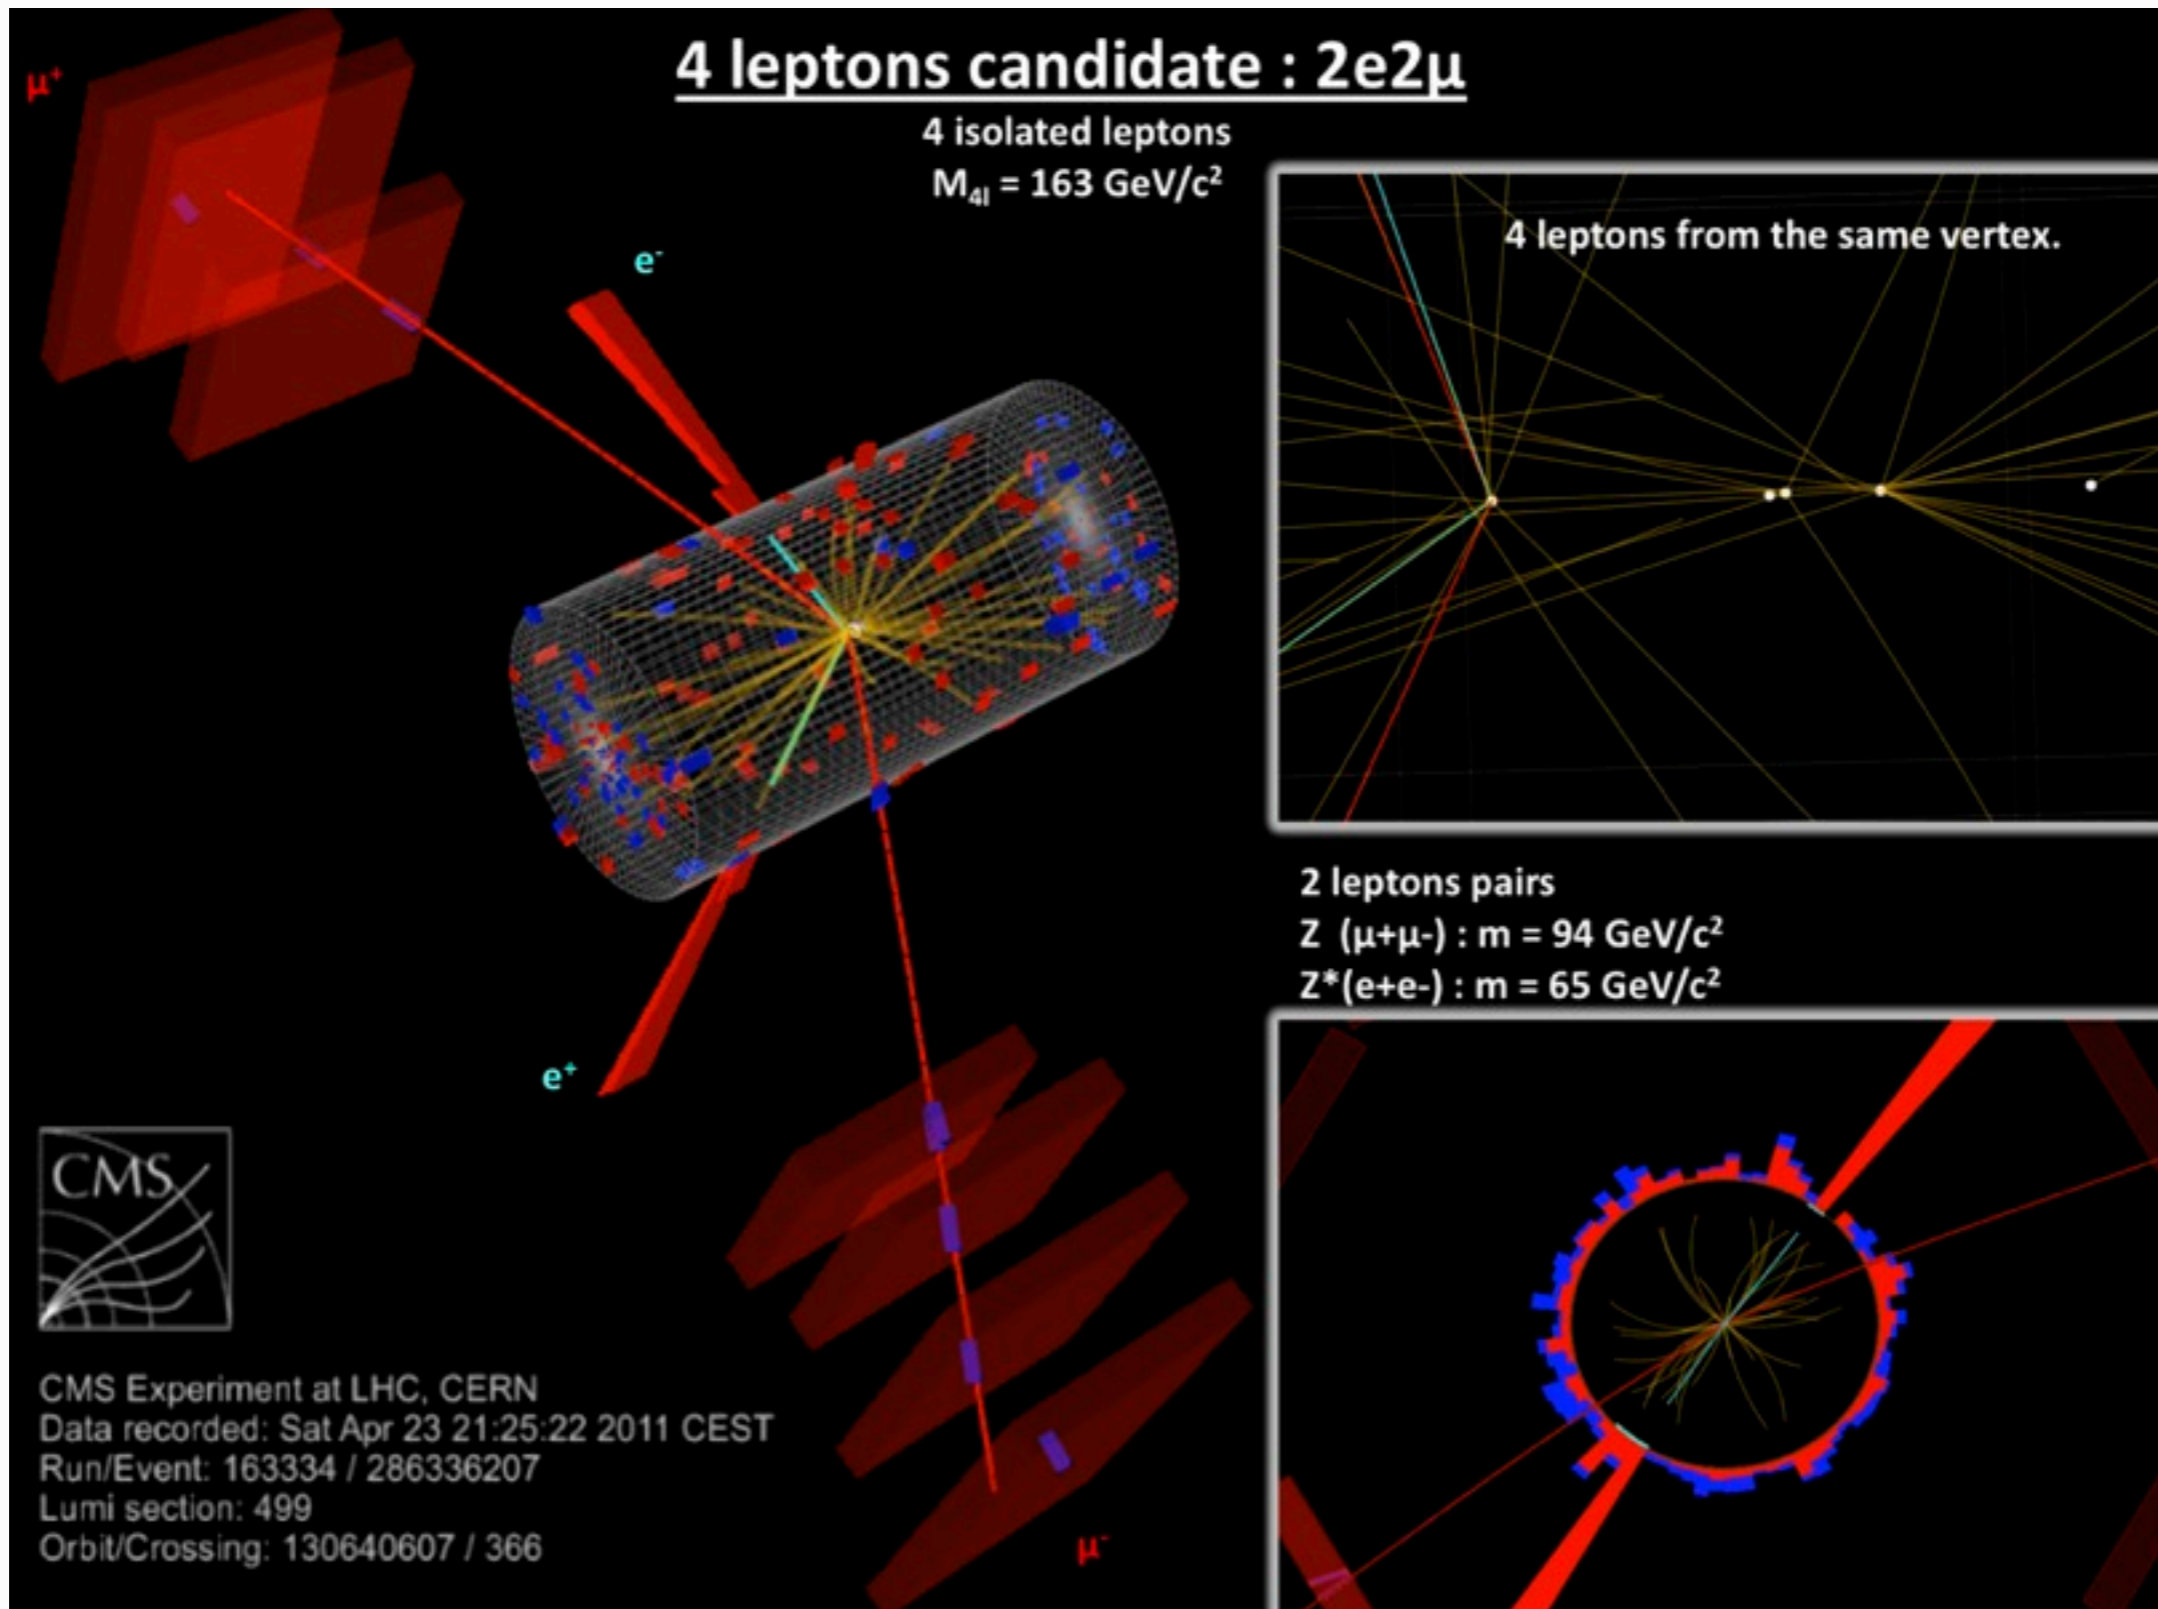 4 leptons candidate : 2e2μ
4 isolated leptons
M4l = 163 GeV/c²
μ⁺
e⁻
4 leptons from the same vertex.
2 leptons pairs
Z (μ+μ-) : m = 94 GeV/c²
Z*(e+e-) : m = 65 GeV/c²
e⁺
μ⁻
CMS
CMS Experiment at LHC, CERN
Data recorded: Sat Apr 23 21:25:22 2011 CEST
Run/Event: 163334 / 286336207
Lumi section: 499
Orbit/Crossing: 130640607 / 366